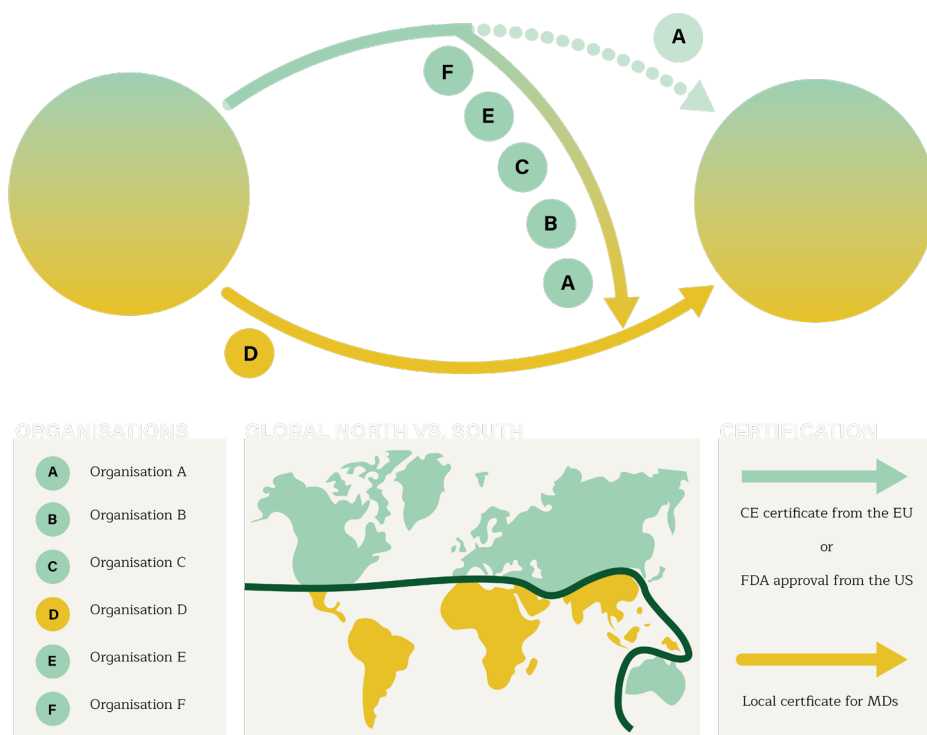 A
F
E
C
B
A
D
ORGANISATIONS
A Organisation A
B Organisation B
C Organisation C
D Organisation D
E Organisation E
F Organisation F
GLOBAL NORTH VS. SOUTH
CERTIFICATION
CE certificate from the EU
or
FDA approval from the US
Local certficate for MDs